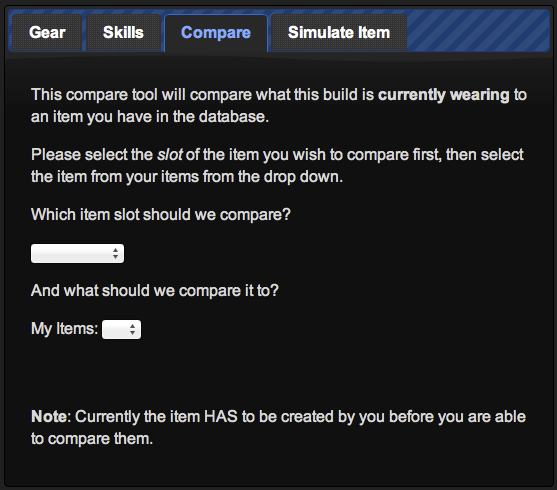 Gear Skills Compare Simulate Item
This compare tool will compare what this build is currently wearing to
an item you have in the database.
Please select the slot of the item you wish to compare first, then select
the item from your items from the drop down.
Which item slot should we compare?
And what should we compare it to?
My Items:
Note: Currently the item HAS to be created by you before you are able
to compare them.